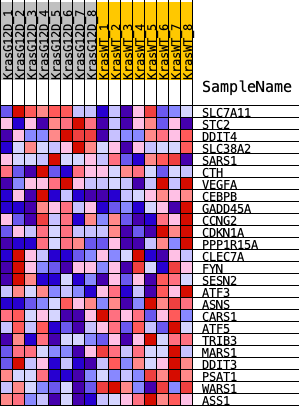 KrasG12D_1
KrasG12D_2
KrasG12D_3
KrasG12D_4
KrasG12D_5
KrasG12D_6
KrasG12D_7
KrasG12D_8
KrasWT_1
KrasWT_2
KrasWT_3
KrasWT_4
KrasWT_5
KrasWT_6
KrasWT_7
KrasWT_8
SampleName
SLC7A11
STC2
DDIT4
SLC38A2
SARS1
CTH
VEGFA
CEBPB
GADD45A
CCNG2
CDKN1A
PPP1R15A
CLEC7A
FYN
SESN2
ATF3
ASNS
CARS1
ATF5
TRIB3
MARS1
DDIT3
PSAT1
WARS1
ASS1